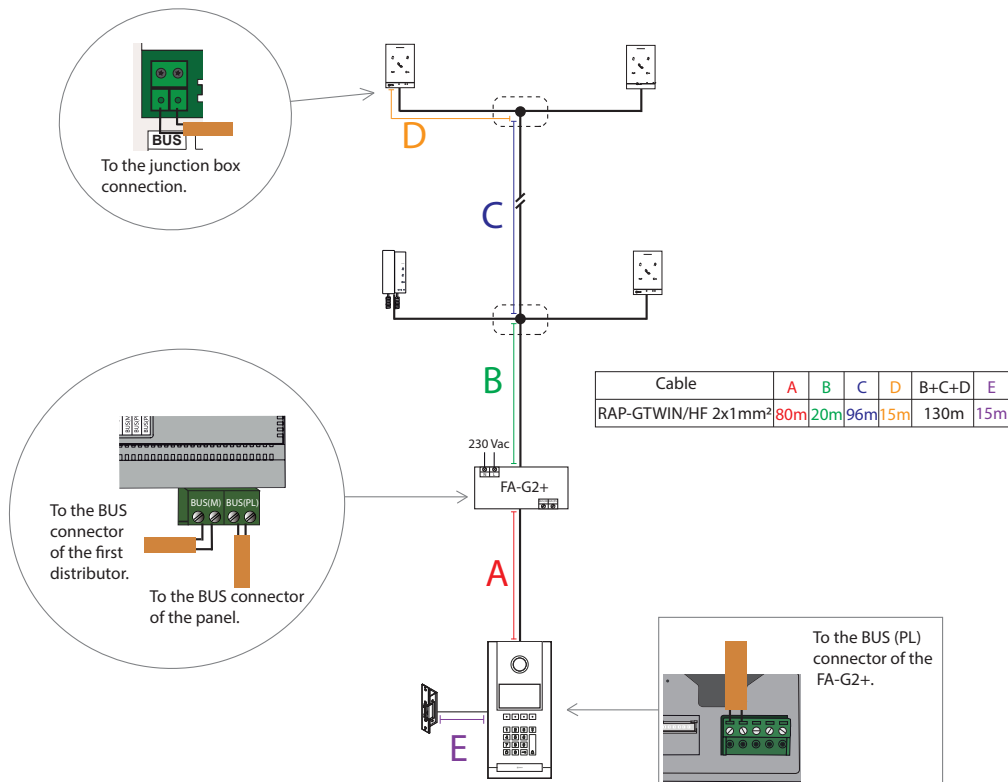 BUS
To the junction box
connection.
D
C
B
Cable A B C D B+C+D E
RAP-GTWIN/HF 2x1mm² 80m 20m 96m 15m 130m 15m
230 Vac
FA-G2+
BUS(M) BUS(PL)
To the BUS
connector
of the first
distributor.
To the BUS connector
of the panel.
A
To the BUS (PL)
connector of the
FA-G2+.
E